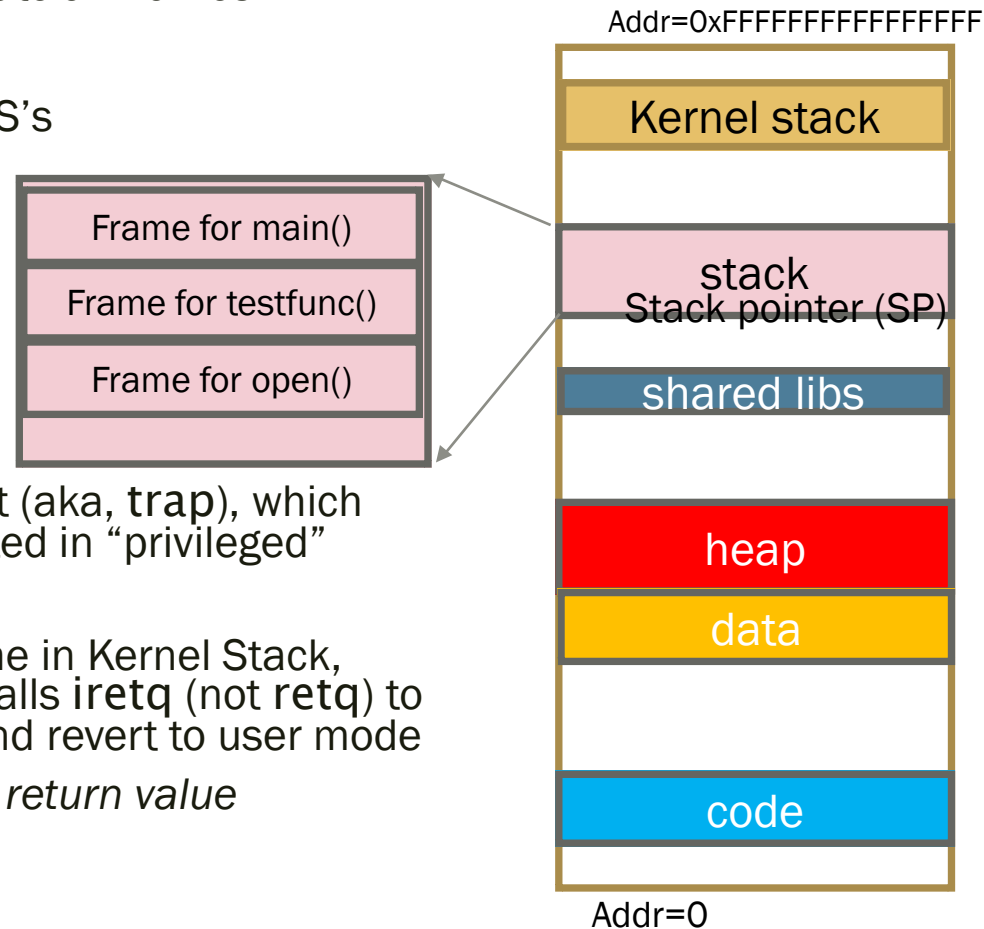 Addr=0xFFFFFFFFFFFFFFFF
S's
Kernel stack
Frame for main()
Frame for testfunc()
Frame for open()
stack
Stack pointer (SP)
shared libs
t (aka, trap), which
ed in “privileged”
heap
data
ne in Kernel Stack,
alls iretq (not retq) to
nd revert to user mode
return value
code
Addr=0